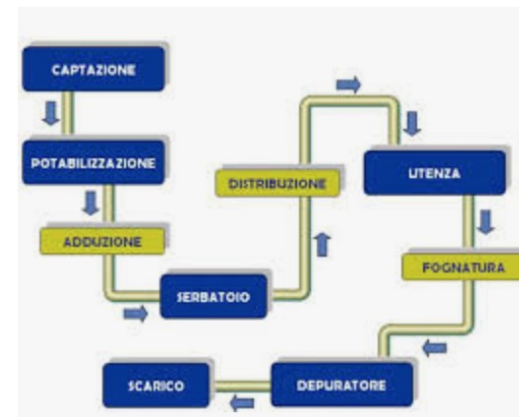 CAPTAZIONE
POTABILIZZAZIONE
ADDUZIONE
SERBATOIO
DISTRIBUZIONE
UTENZA
FOGNATURA
DEPURATORE
SCARICO